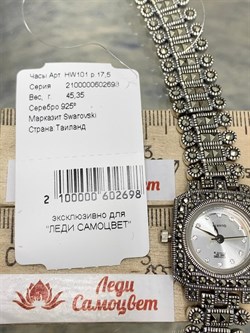 Часы Арт. HW101 р.17,5
Серия 2100000602698
Вес, г. 45,35
Серебро 925°
Марказит Swarovski
Страна Таиланд
2 100000 602698
эксклюзивно для
"ЛЕДИ САМОЦВЕТ"
Леди
Самоцвет